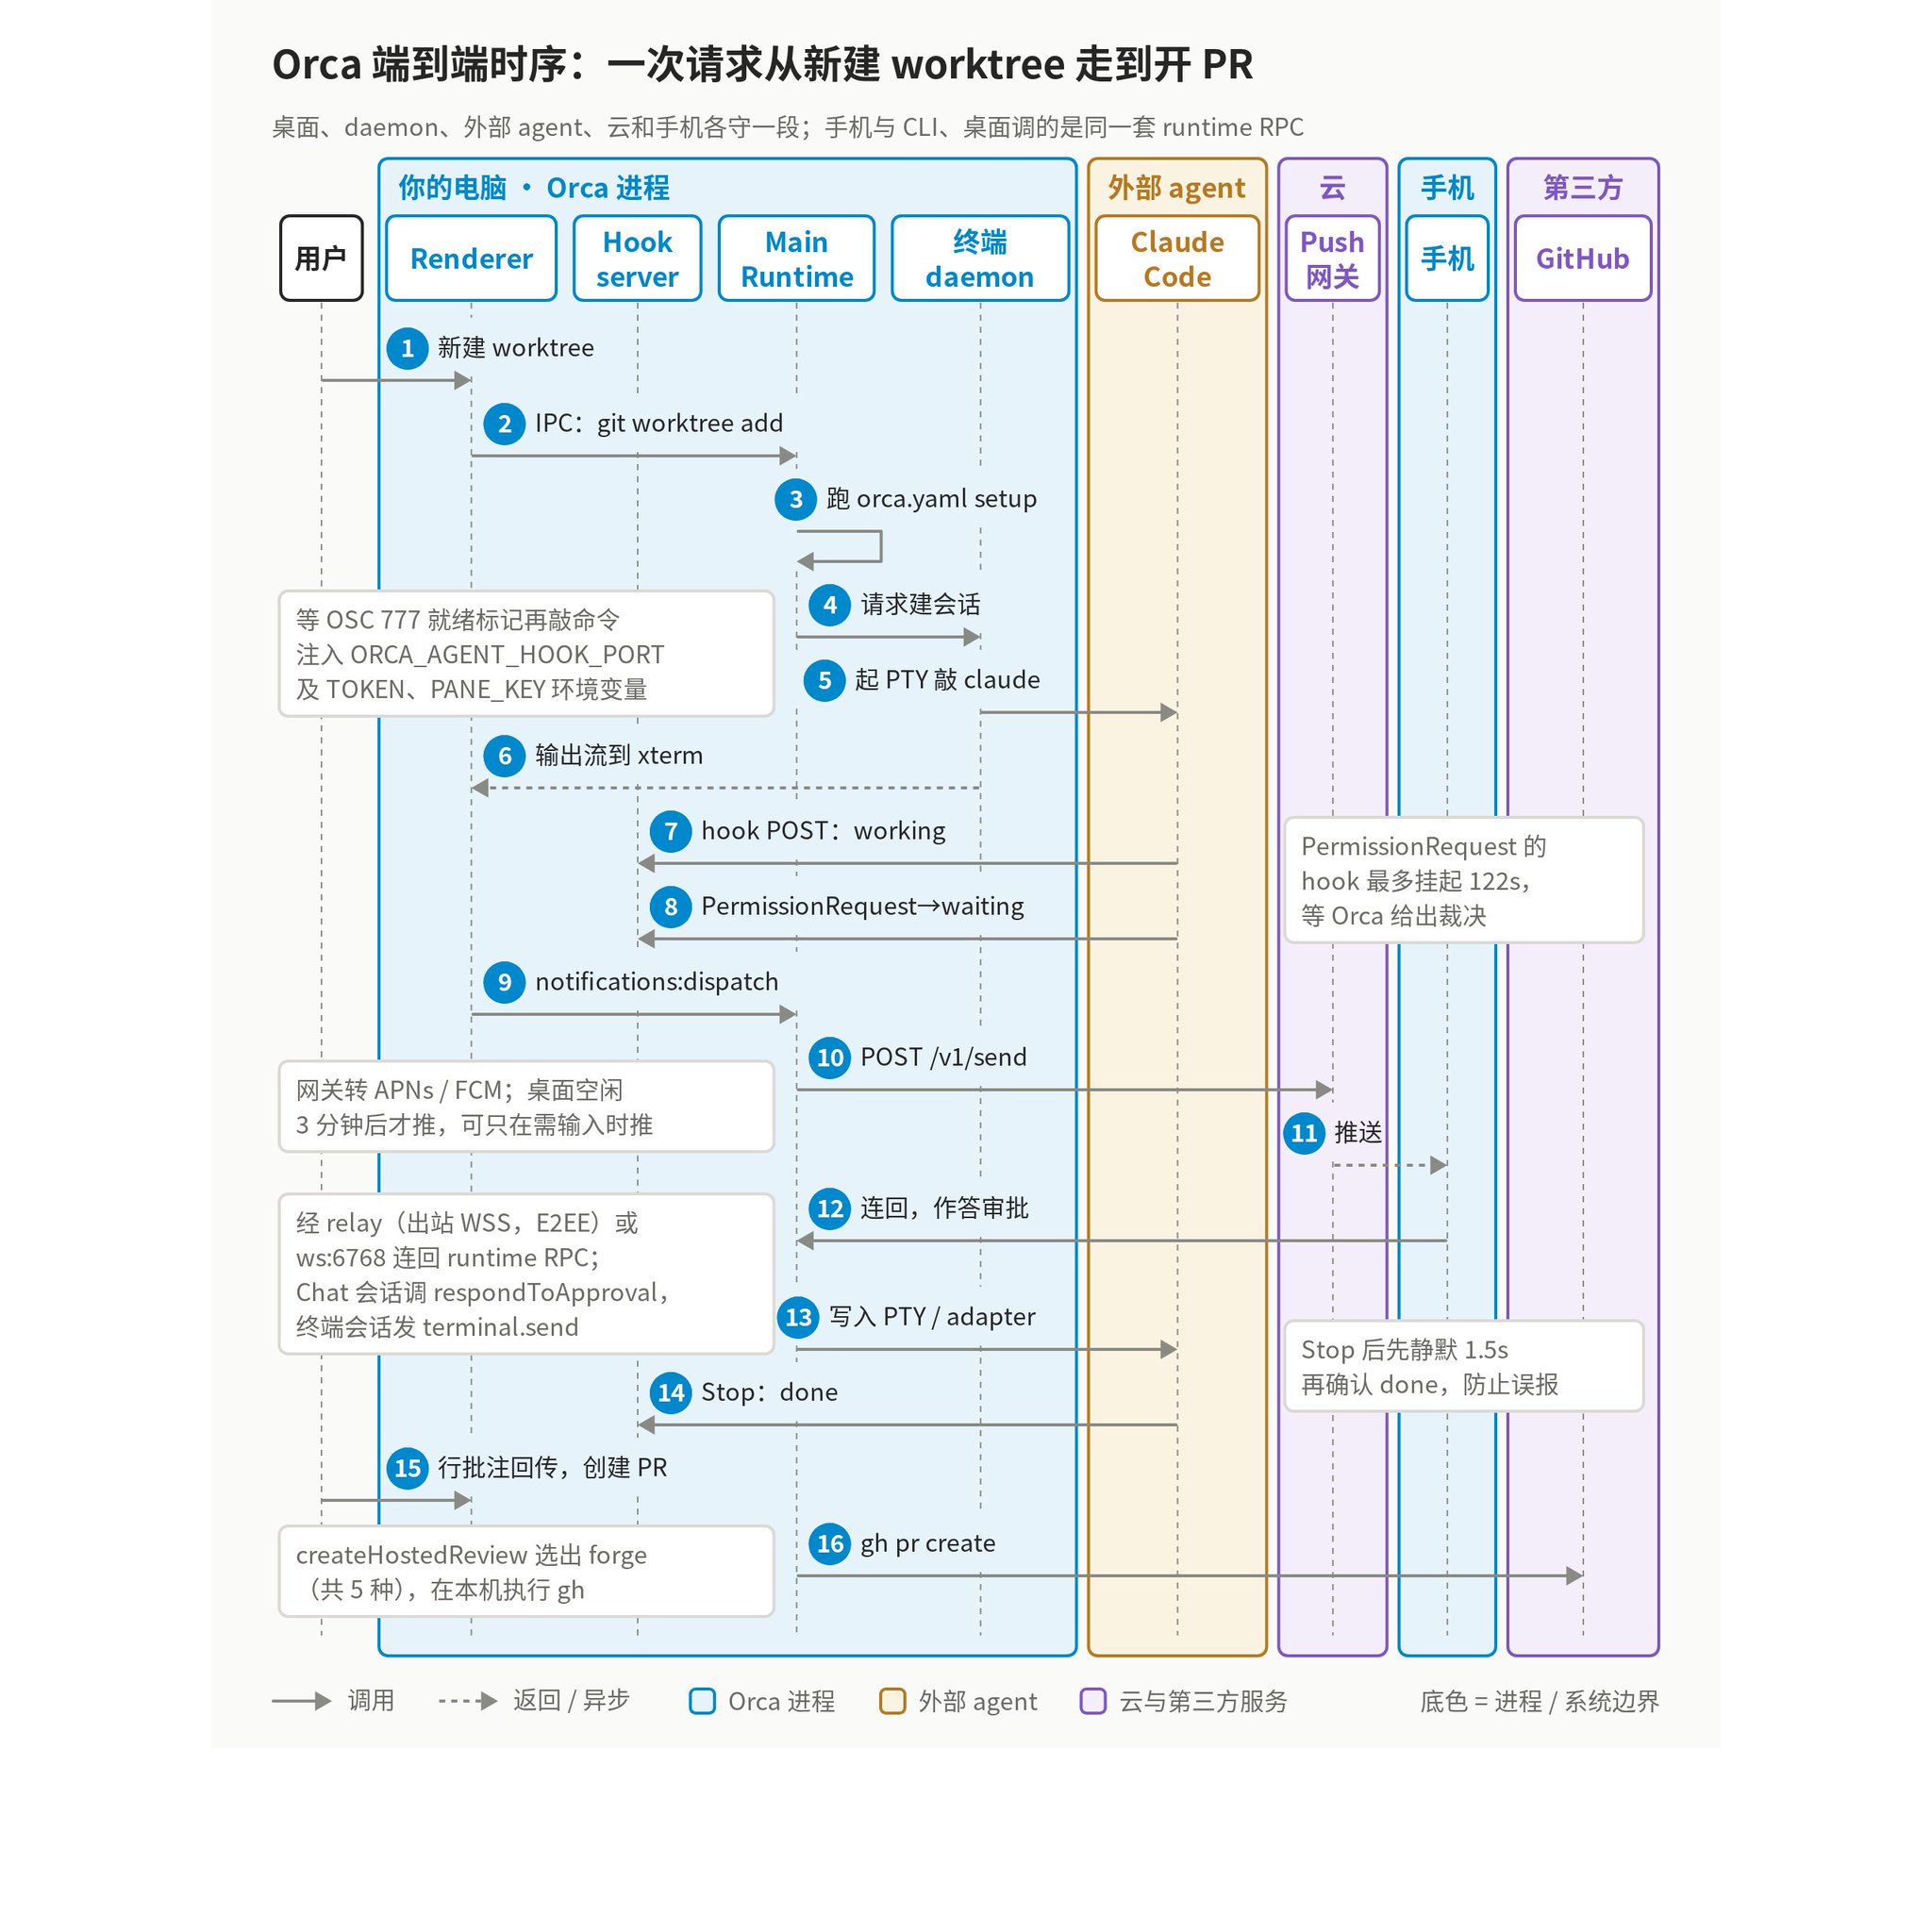 Orca 端到端时序：一次请求从新建 worktree 走到开 PR
桌面、daemon、外部 agent、云和手机各守一段；手机与 CLI、桌面调的是同一套 runtime RPC
你的电脑 · Orca 进程
外部 agent
云
手机
第三方
用户
Renderer
Hook
server
Main
Runtime
终端
daemon
Claude
Code
Push
网关
手机
GitHub
1 新建 worktree
2 IPC：git worktree add
3 跑 orca.yaml setup
等 OSC 777 就绪标记再敲命令
注入 ORCA_AGENT_HOOK_PORT
及 TOKEN、PANE_KEY 环境变量
4 请求建会话
5 起 PTY 敲 claude
6 输出流到 xterm
7 hook POST：working
PermissionRequest 的
hook 最多挂起 122s，
等 Orca 给出裁决
8 PermissionRequest→waiting
9 notifications:dispatch
10 POST /v1/send
网关转 APNs / FCM；桌面空闲
3 分钟后才推，可只在需输入时推
11 推送
12 连回，作答审批
经 relay（出站 WSS，E2EE）或
ws:6768 连回 runtime RPC；
Chat 会话调 respondToApproval，
终端会话发 terminal.send
13 写入 PTY / adapter
Stop 后先静默 1.5s
再确认 done，防止误报
14 Stop：done
15 行批注回传，创建 PR
16 gh pr create
createHostedReview 选出 forge
（共 5 种），在本机执行 gh
调用
返回 / 异步
Orca 进程
外部 agent
云与第三方服务
底色 = 进程 / 系统边界